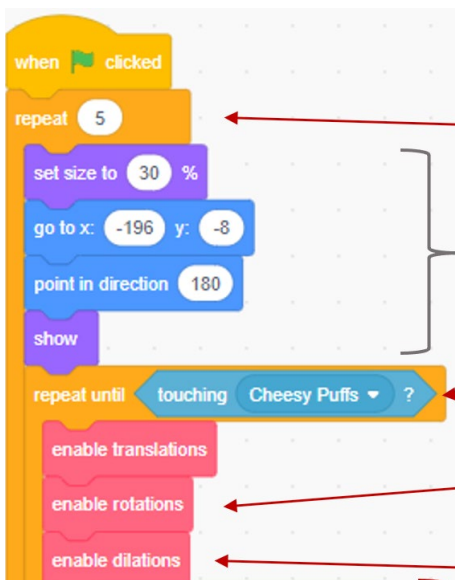 when clicked
repeat 5
set size to 30 %
go to x: -196 y: -8
point in direction 180
show
repeat until touching Cheesy Puffs ?
enable translations
enable rotations
enable dilations